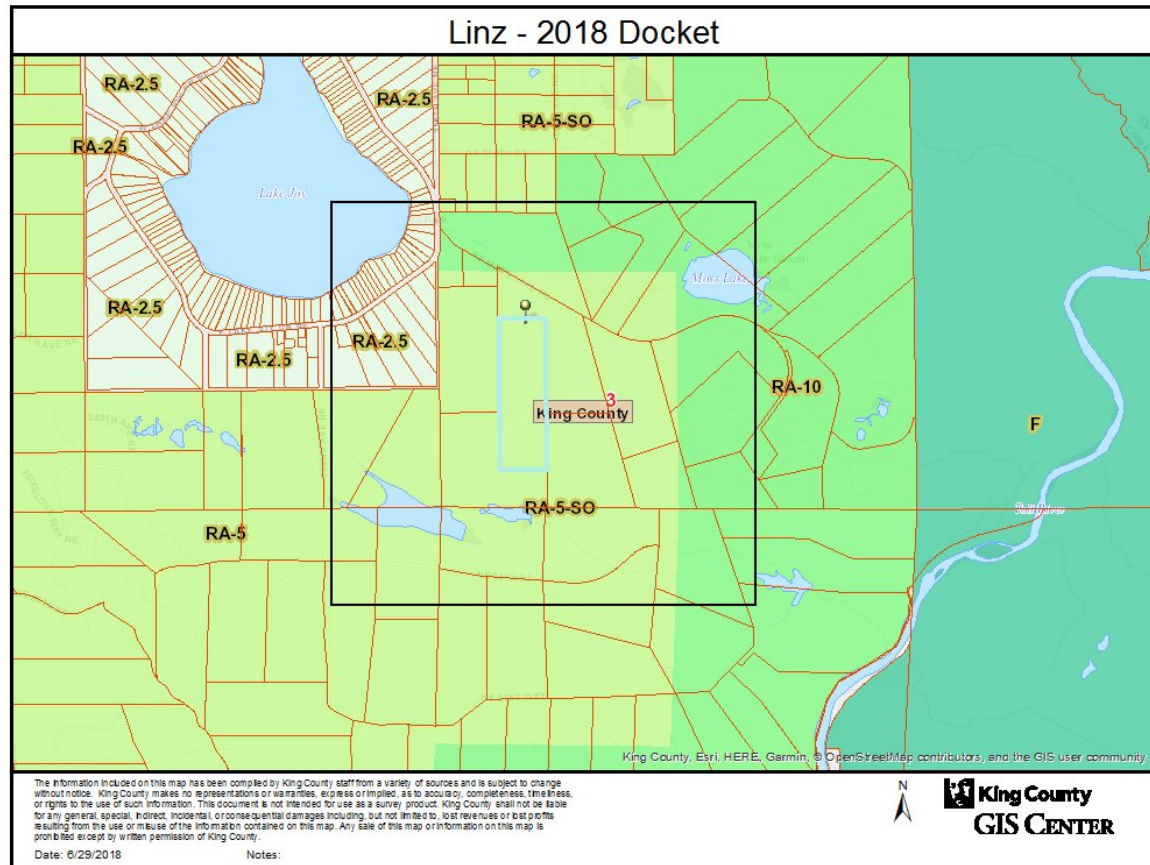 Linz - 2018 Docket
RA-2.5
RA-2.5
RA-5-SO
RA-2.5
Lake Joy
Moss Lake
RA-2.5
RA-2.5
RA-2.5
RA-10
3
King County
F
RA-5-SO
Tolt River
RA-5
King County, Esri, HERE, Garmin, © OpenStreetMap contributors, and the GIS user community
The information included on this map has been compiled by King County staff from a variety of sources and is subject to change
without notice. King County makes no representations or warranties, express or implied, as to accuracy, completeness, timeliness,
or rights to the use of such information. This document is not intended for use as a survey product. King County shall not be liable
for any general, special, indirect, incidental, or consequential damages including, but not limited to, lost revenues or lost profits
resulting from the use or misuse of the information contained on this map. Any sale of this map or information on this map is
prohibited except by written permission of King County.
Date: 6/29/2018 Notes:
N
King County
GIS CENTER